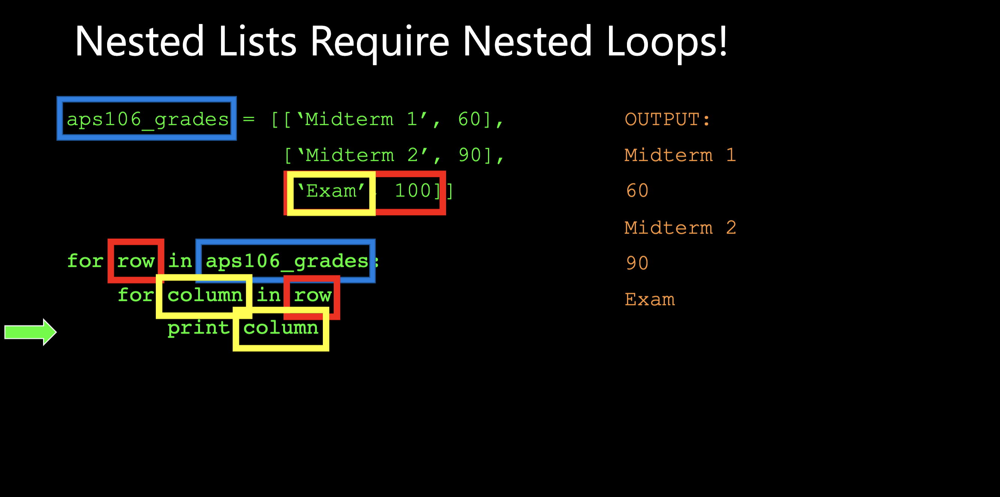 Nested Lists Require Nested Loops!
aps106_grades = [[‘Midterm 1’, 60],
[‘Midterm 2’, 90],
‘Exam’, 100]]
for row in aps106_grades:
for column in row
print column
OUTPUT:
Midterm 1
60
Midterm 2
90
Exam